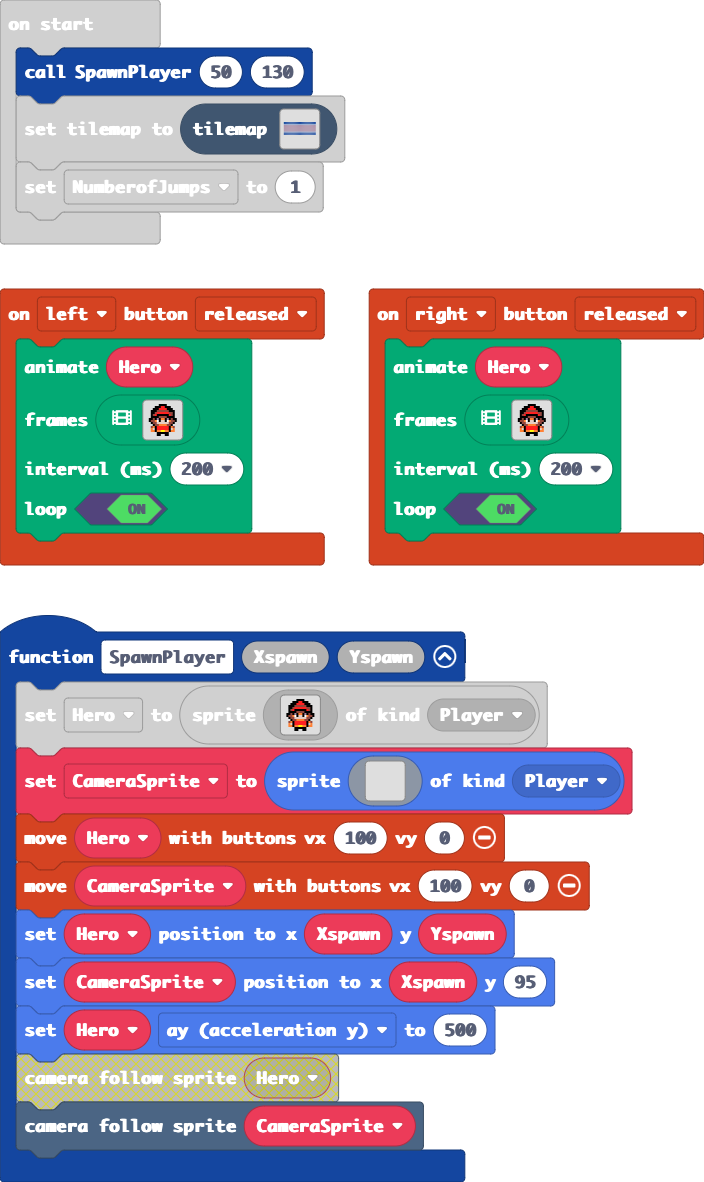 on start
call SpawnPlayer 50 130
set tilemap to tilemap
set NumberofJumps to 1
on left button released
animate Hero
frames
interval (ms) 200
loop ON
on right button released
animate Hero
frames
interval (ms) 200
loop ON
function SpawnPlayer Xspawn Yspawn
set Hero to sprite of kind Player
set CameraSprite to sprite of kind Player
move Hero with buttons vx 100 vy 0
move CameraSprite with buttons vx 100 vy 0
set Hero position to x Xspawn y Yspawn
set CameraSprite position to x Xspawn y 95
set Hero ay (acceleration y) to 500
camera follow sprite Hero
camera follow sprite CameraSprite